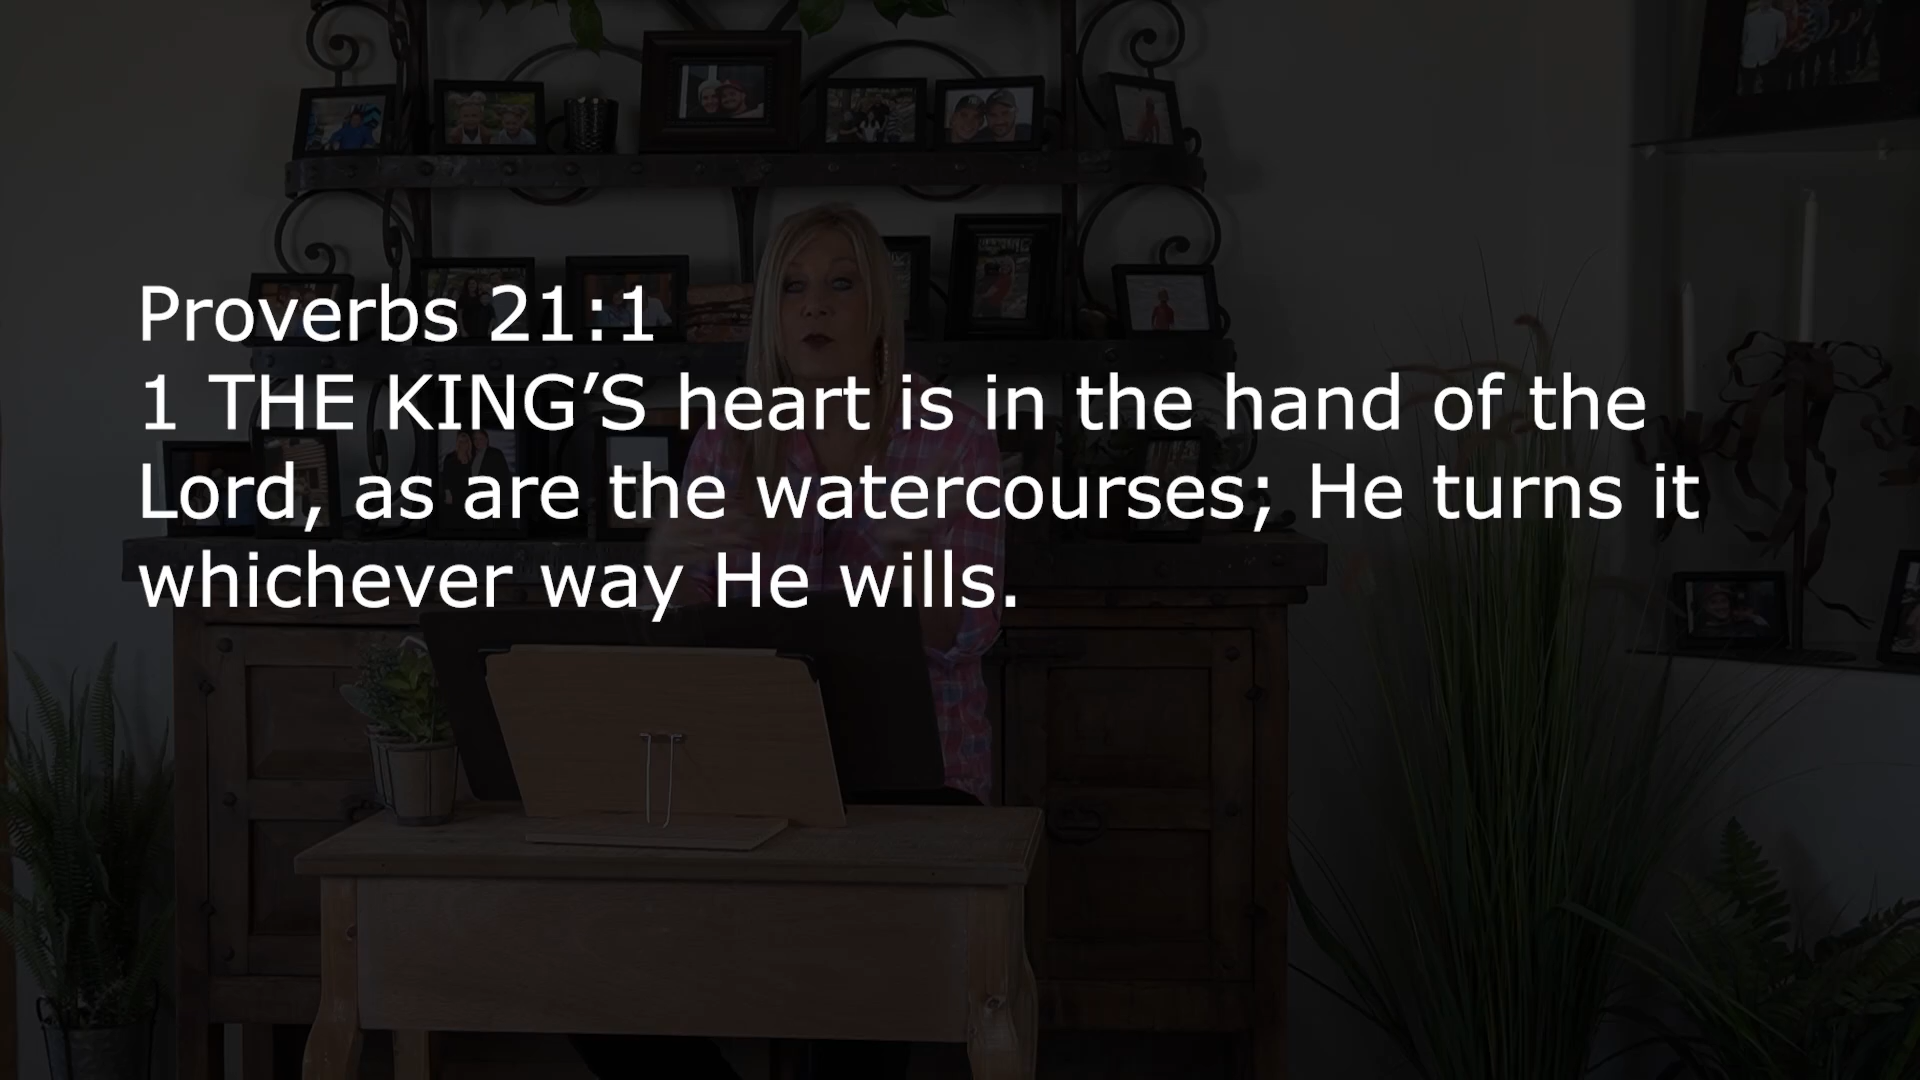 Proverbs 21:1
1 THE KING’S heart is in the hand of the
Lord, as are the watercourses; He turns it
whichever way He wills.